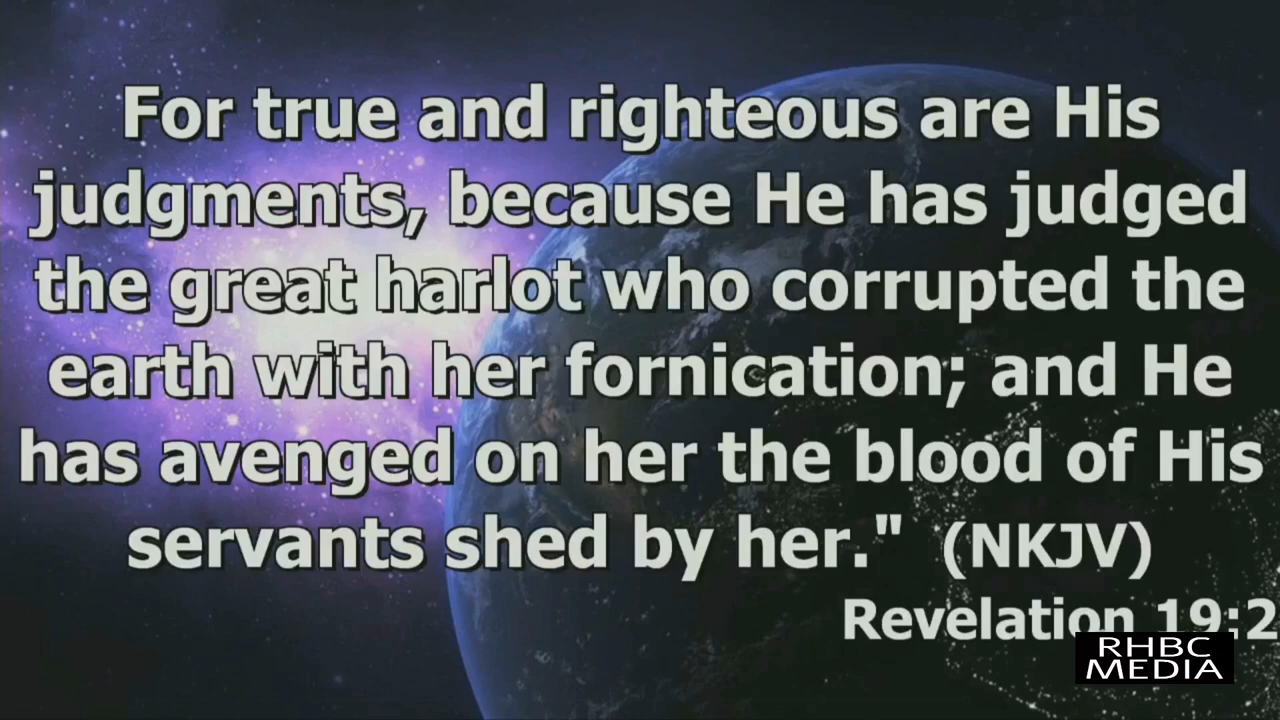 For true and righteous are His
judgments, because He has judged
the great harlot who corrupted the
earth with her fornication; and He
has avenged on her the blood of His
servants shed by her." (NKJV)
Revelation 19:2
RHBC
MEDIA